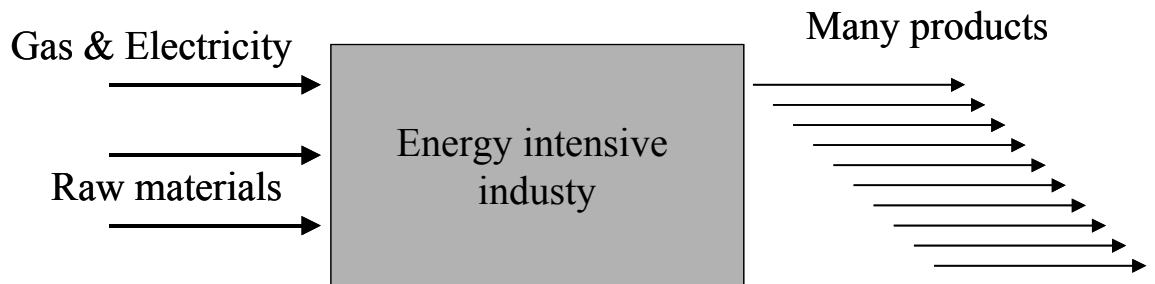 Many products
Gas & Electricity
Energy intensive
industy
Raw materials